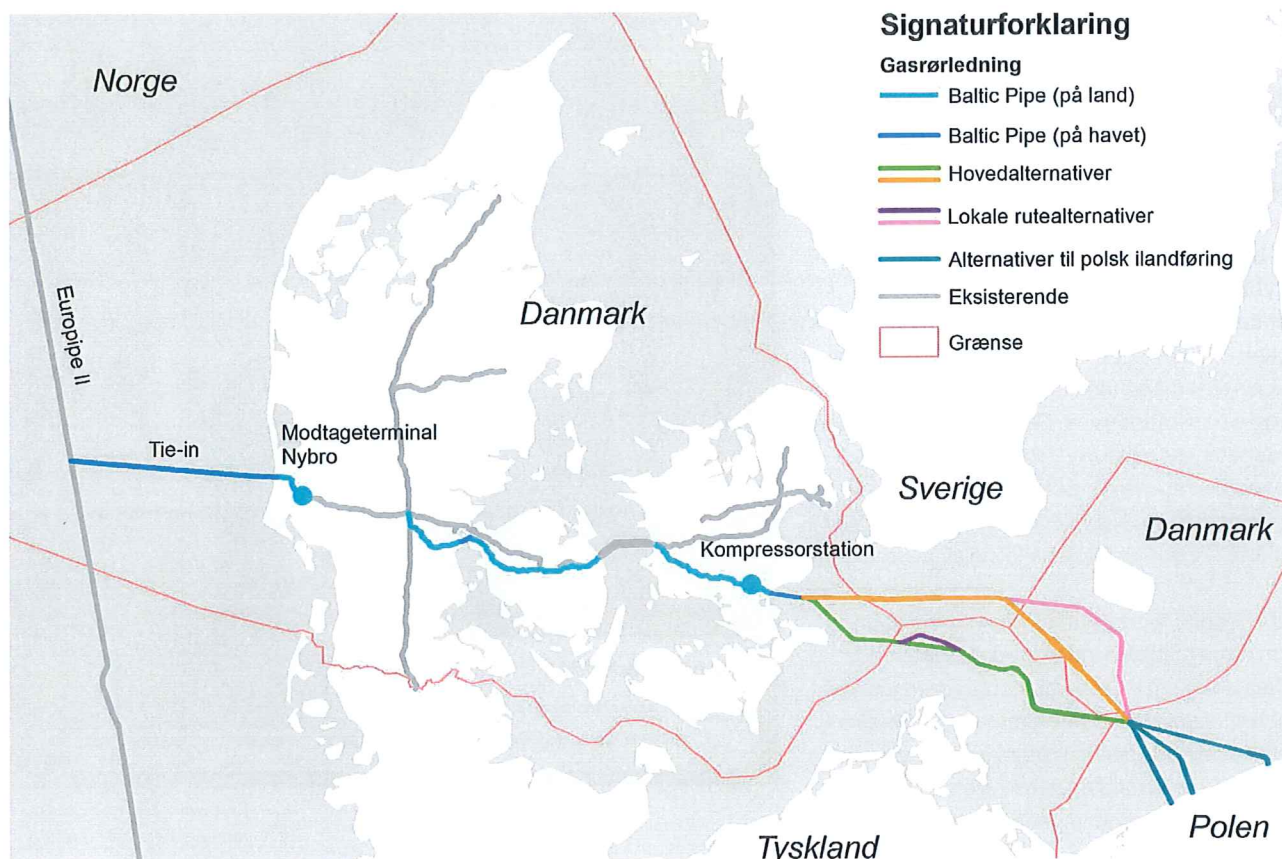 Signaturforklaring
Gasrørledning
Baltic Pipe (på land)
Baltic Pipe (på havet)
Hovedalternativer
Lokale rutealternativer
Alternativer til polsk ilandføring
Eksisterende
Grænse
Norge
Danmark
Europipe II
Tie-in
Modtageterminal
Nybro
Sverige
Danmark
Kompressorstation
Tyskland
Polen